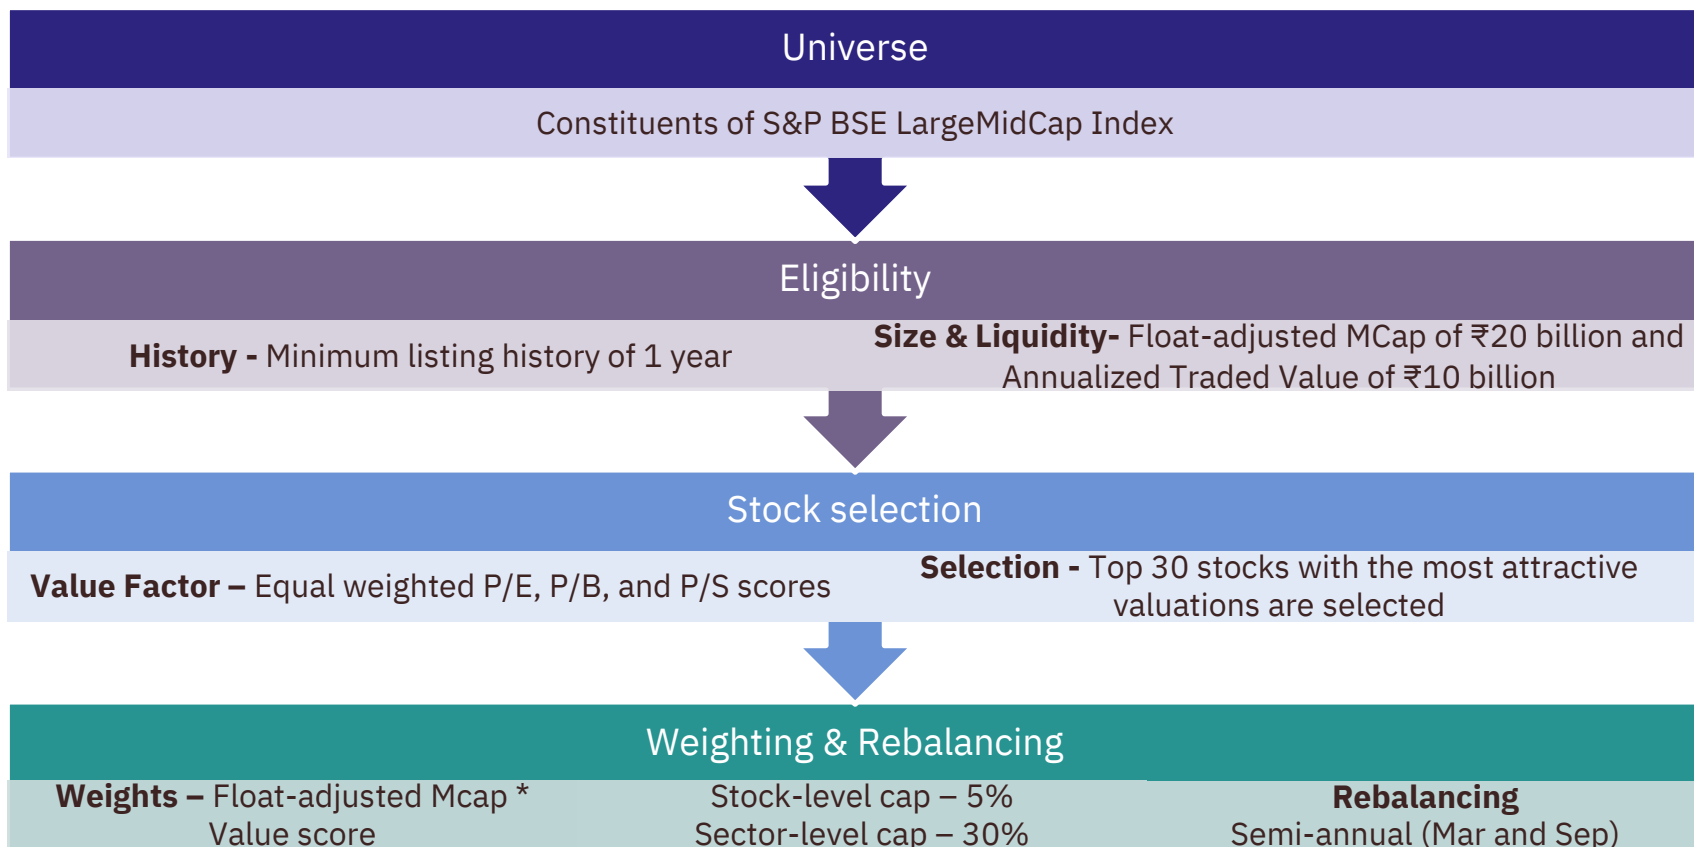 Universe
Constituents of S&P BSE LargeMidCap Index
Eligibility
History - Minimum listing history of 1 year
Size & Liquidity- Float-adjusted MCap of ₹20 billion and
Annualized Traded Value of ₹10 billion
Stock selection
Value Factor – Equal weighted P/E, P/B, and P/S scores
Selection - Top 30 stocks with the most attractive
valuations are selected
Weighting & Rebalancing
Weights – Float-adjusted Mcap *
Value score
Stock-level cap – 5%
Sector-level cap – 30%
Rebalancing
Semi-annual (Mar and Sep)